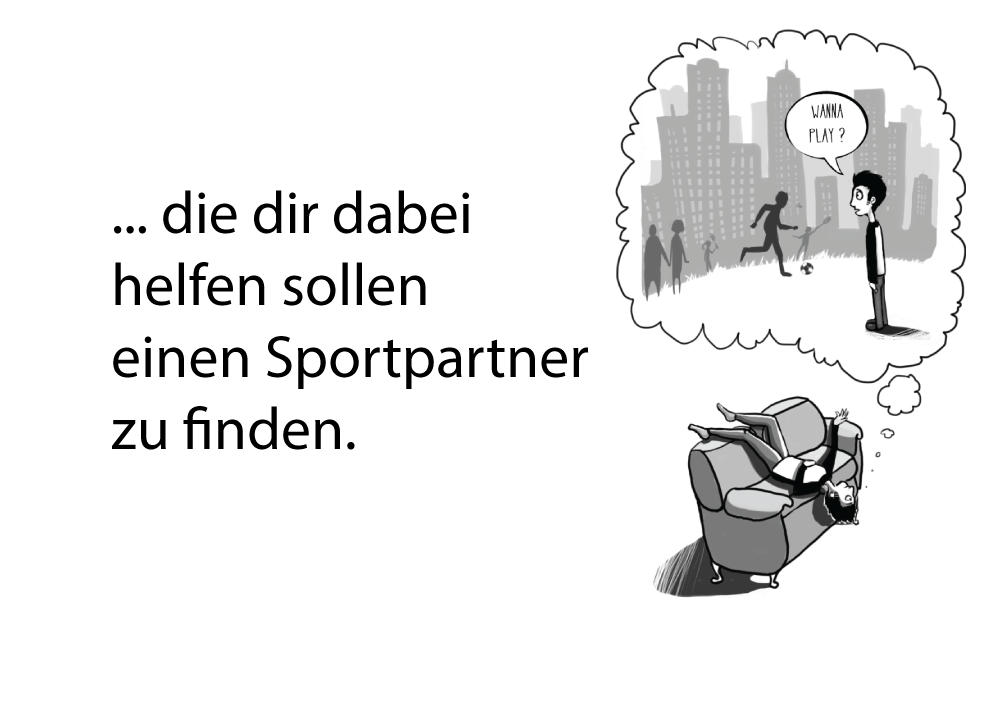 ... die dir dabei
helfen sollen
einen Sportpartner
zu finden.
WANNA
PLAY ?